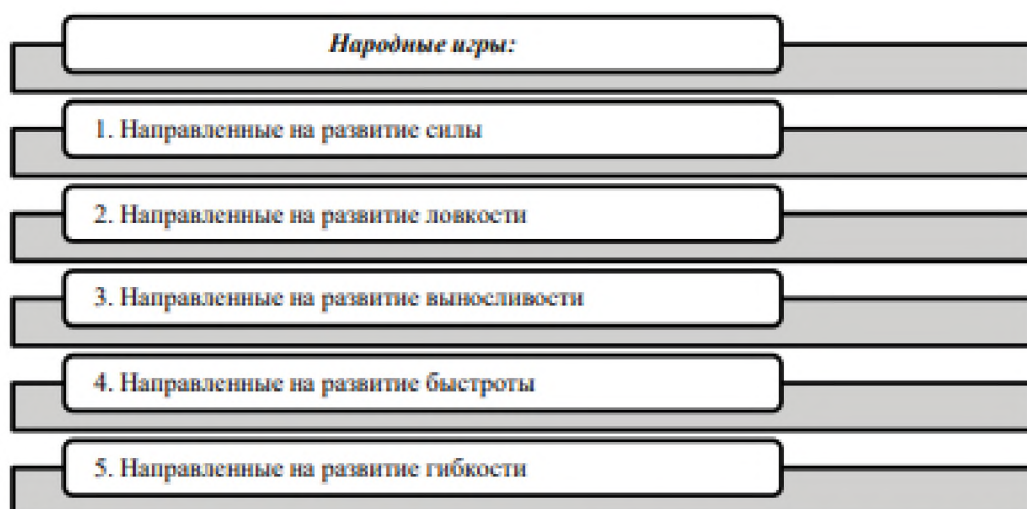 Народные игры:
1. Направленные на развитие силы
2. Направленные на развитие ловкости
3. Направленные на развитие выносливости
4. Направленные на развитие быстроты
5. Направленные на развитие гибкости